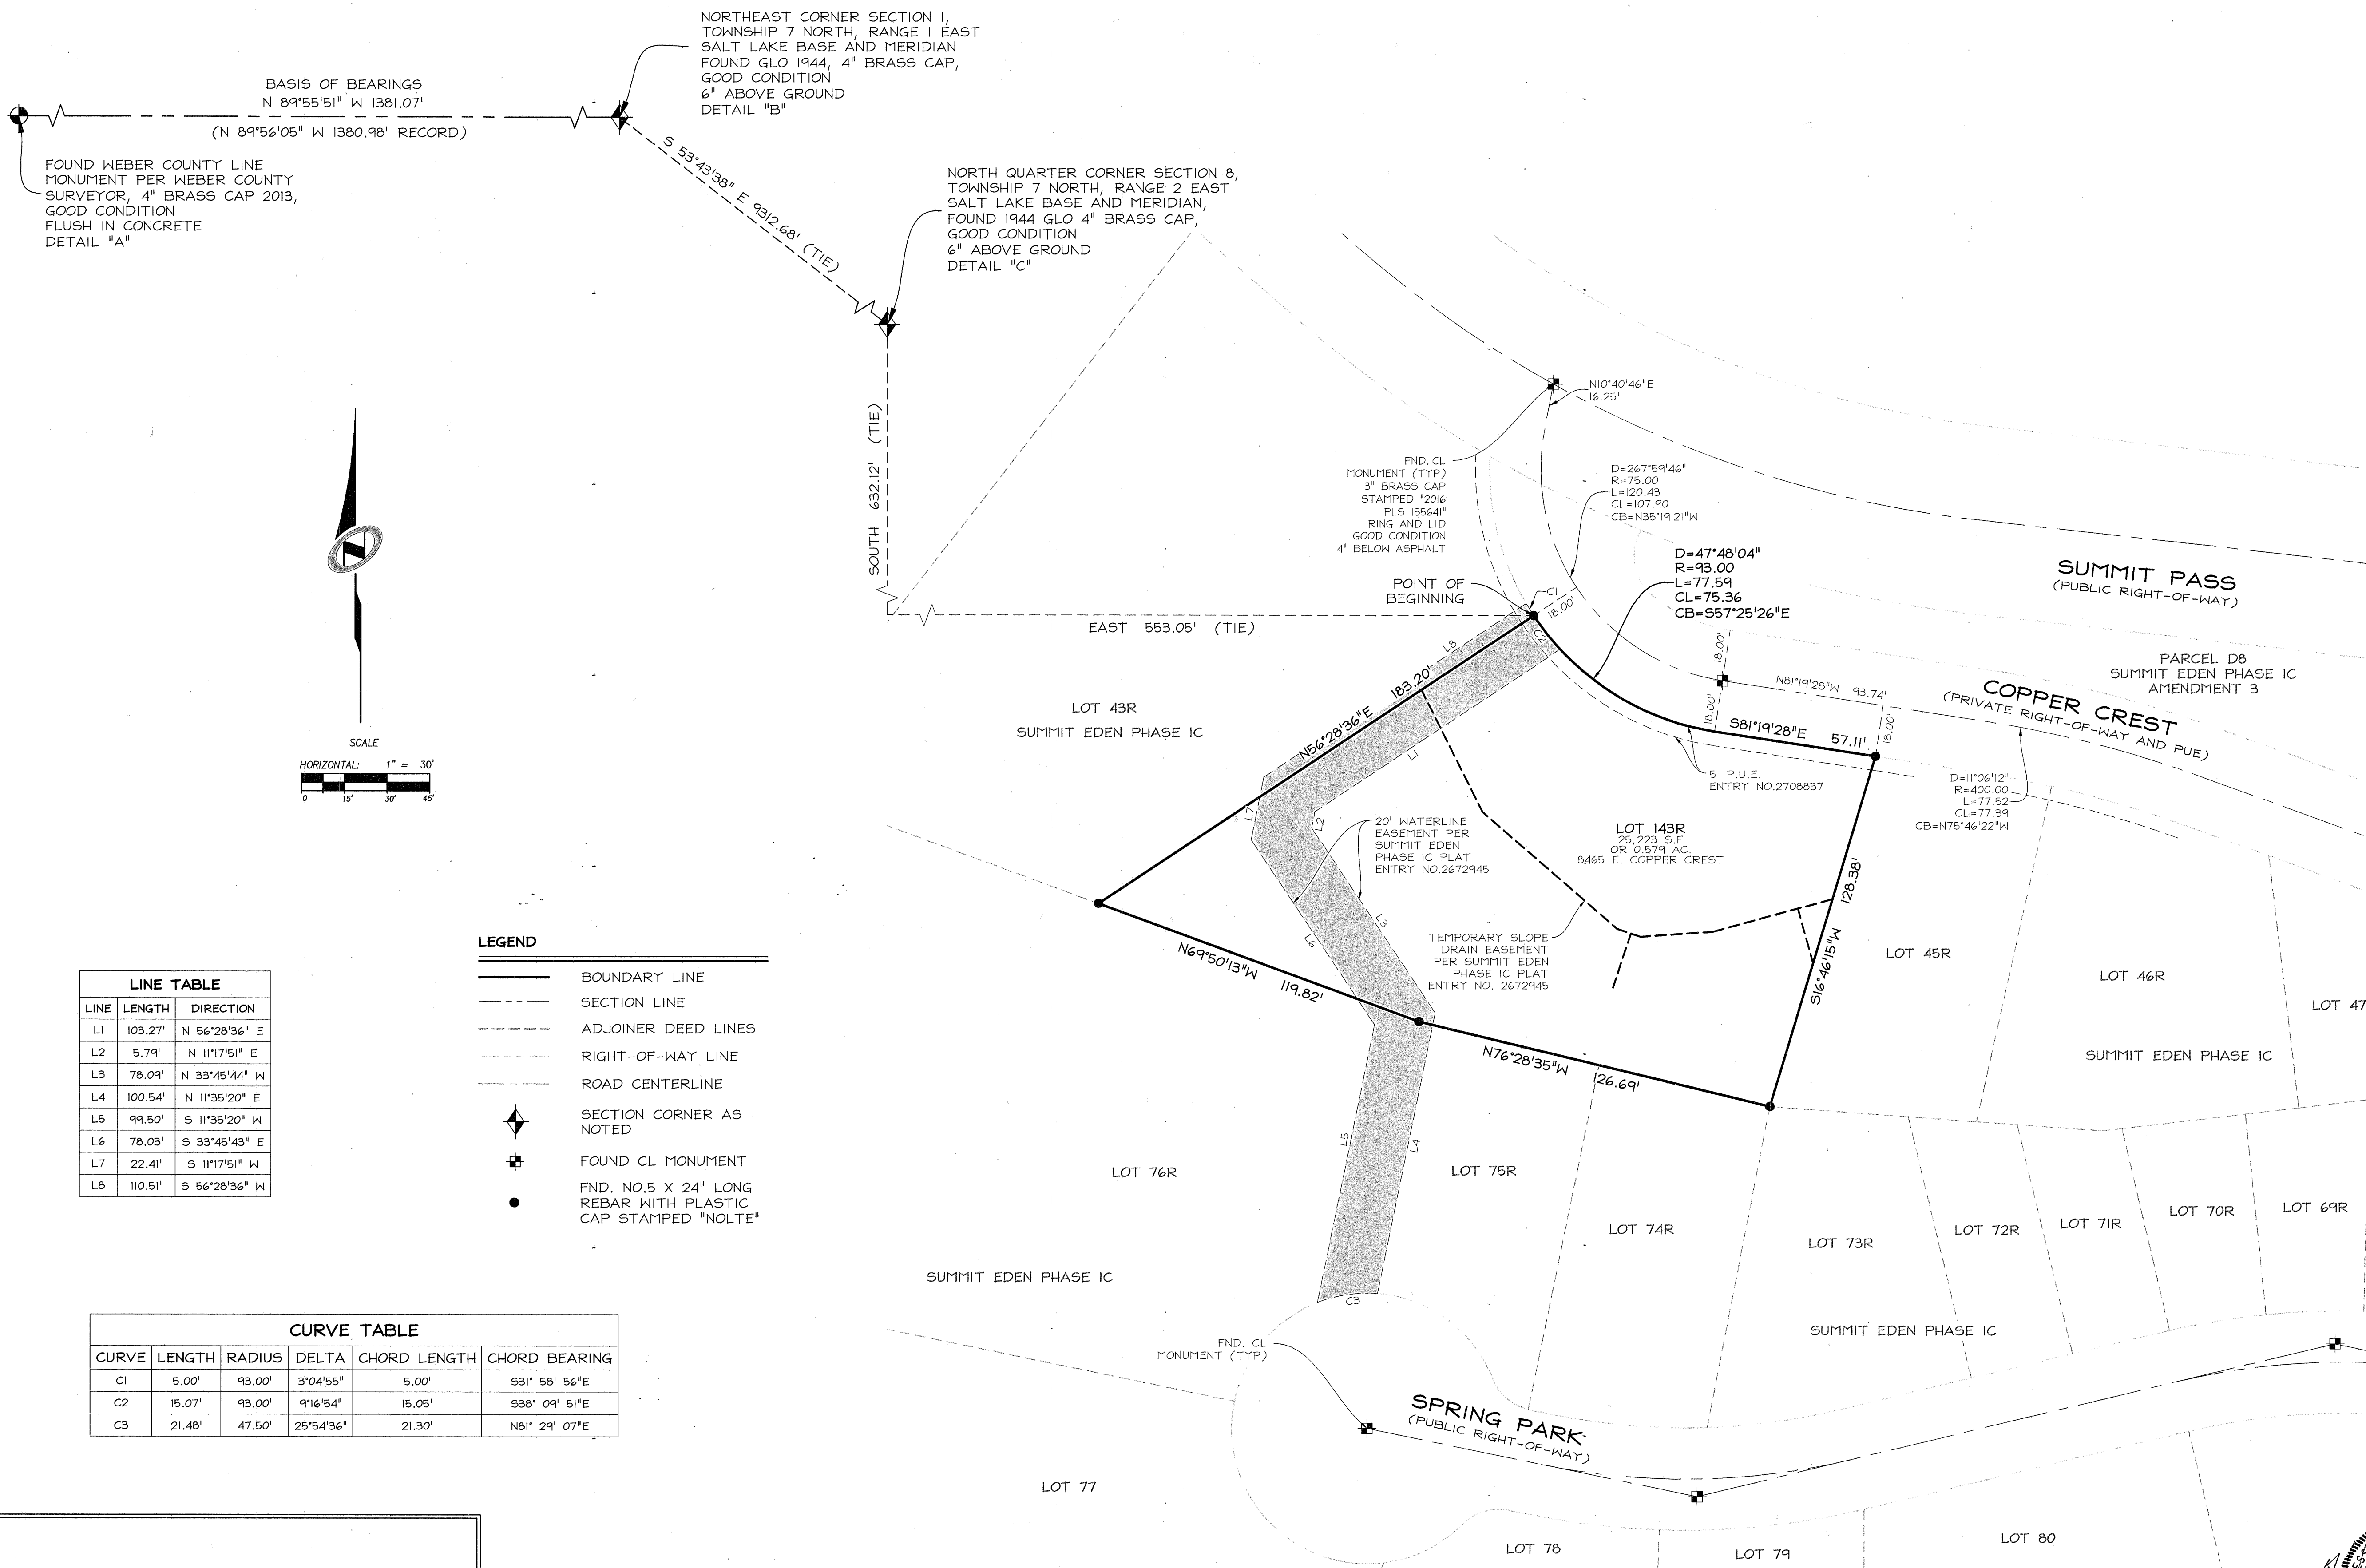 NORTHEAST CORNER SECTION 1,
TOWNSHIP 7 NORTH, RANGE 1 EAST
SALT LAKE BASE AND MERIDIAN
FOUND GLO 1944, 4" BRASS CAP,
GOOD CONDITION
6" ABOVE GROUND
DETAIL "B"
BASIS OF BEARINGS
N 89°55'51" W 1381.07'
(N 89°56'05" W 1380.98' RECORD)
FOUND WEBER COUNTY LINE
MONUMENT PER WEBER COUNTY
SURVEYOR, 4" BRASS CAP 2013,
GOOD CONDITION
FLUSH IN CONCRETE
DETAIL "A"
S 53°43'38" E 9312.68' (TIE)
NORTH QUARTER CORNER SECTION 8,
TOWNSHIP 7 NORTH, RANGE 2 EAST
SALT LAKE BASE AND MERIDIAN,
FOUND 1944 GLO 4" BRASS CAP,
GOOD CONDITION
6" ABOVE GROUND
DETAIL "C"
SOUTH 632.12' (TIE)
EAST 553.05' (TIE)
N10°40'46"E
16.25'
FND. CL
MONUMENT (TYP)
3" BRASS CAP
STAMPED "2016
PLS 155641"
RING AND LID
GOOD CONDITION
4" BELOW ASPHALT
D=267°59'46"
R=75.00
L=120.43
CL=107.90
CB=N35°19'21"W
D=47°48'04"
R=93.00
L=77.59
CL=75.36
CB=S57°25'26"E
POINT OF
BEGINNING
C1
18.00'
C2
SUMMIT PASS
(PUBLIC RIGHT-OF-WAY)
PARCEL D8
SUMMIT EDEN PHASE 1C
AMENDMENT 3
18.00'
18.00'
N81°19'28"W 93.74'
COPPER CREST
(PRIVATE RIGHT-OF-WAY AND PUE)
S81°19'28"E 57.11'
18.00'
5' P.U.E.
ENTRY NO.2708837
D=11°06'12"
R=400.00
L=77.52
CL=77.39
CB=N75°46'22"W
N
SCALE
HORIZONTAL: 1" = 30'
0 15' 30' 45'
LOT 43R
SUMMIT EDEN PHASE 1C
L8
183.20'
N56°28'36"E
L1
L7
L2
20' WATERLINE
EASEMENT PER
SUMMIT EDEN
PHASE 1C PLAT
ENTRY NO.2672945
LOT 143R
25,223 S.F
OR 0.579 AC.
8465 E. COPPER CREST
128.38'
S16°46'15"W
L3
L6
TEMPORARY SLOPE
DRAIN EASEMENT
PER SUMMIT EDEN
PHASE 1C PLAT
ENTRY NO. 2672945
N69°50'13"W 119.82'
N76°28'35"W 126.69'
LOT 45R
LOT 46R
LOT 47
SUMMIT EDEN PHASE 1C
LEGEND
BOUNDARY LINE
SECTION LINE
ADJOINER DEED LINES
RIGHT-OF-WAY LINE
ROAD CENTERLINE
SECTION CORNER AS
NOTED
FOUND CL MONUMENT
FND. NO.5 X 24" LONG
REBAR WITH PLASTIC
CAP STAMPED "NOLTE"
LINE TABLE
LINE LENGTH DIRECTION
L1 103.27' N 56°28'36" E
L2 5.79' N 11°17'51" E
L3 78.09' N 33°45'44" W
L4 100.54' N 11°35'20" E
L5 99.50' S 11°35'20" W
L6 78.03' S 33°45'43" E
L7 22.41' S 11°17'51" W
L8 110.51' S 56°28'36" W
L5
L4
LOT 76R
LOT 75R
LOT 74R
LOT 73R
LOT 72R
LOT 71R
LOT 70R
LOT 69R
SUMMIT EDEN PHASE 1C
C3
SUMMIT EDEN PHASE 1C
CURVE TABLE
CURVE LENGTH RADIUS DELTA CHORD LENGTH CHORD BEARING
C1 5.00' 93.00' 3°04'55" 5.00' S31° 58' 56"E
C2 15.07' 93.00' 9°16'54" 15.05' S38° 09' 51"E
C3 21.48' 47.50' 25°54'36" 21.30' N81° 29' 07"E
FND. CL
MONUMENT (TYP)
SPRING PARK
(PUBLIC RIGHT-OF-WAY)
LOT 77
LOT 78
LOT 79
LOT 80